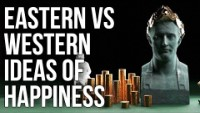 EASTERN VS
WESTERN
IDEAS OF
HAPPINESS